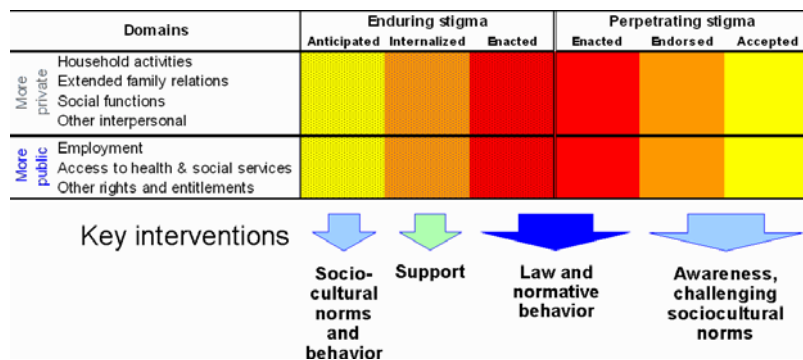 Domains
Enduring stigma
Perpetrating stigma
Anticipated Internalized Enacted
Enacted Endorsed Accepted
More
private
Household activities
Extended family relations
Social functions
Other interpersonal
More
public
Employment
Access to health & social services
Other rights and entitlements
Key interventions
Socio-
cultural
norms
and
behavior
Support
Law and
normative
behavior
Awareness,
challenging
sociocultural
norms